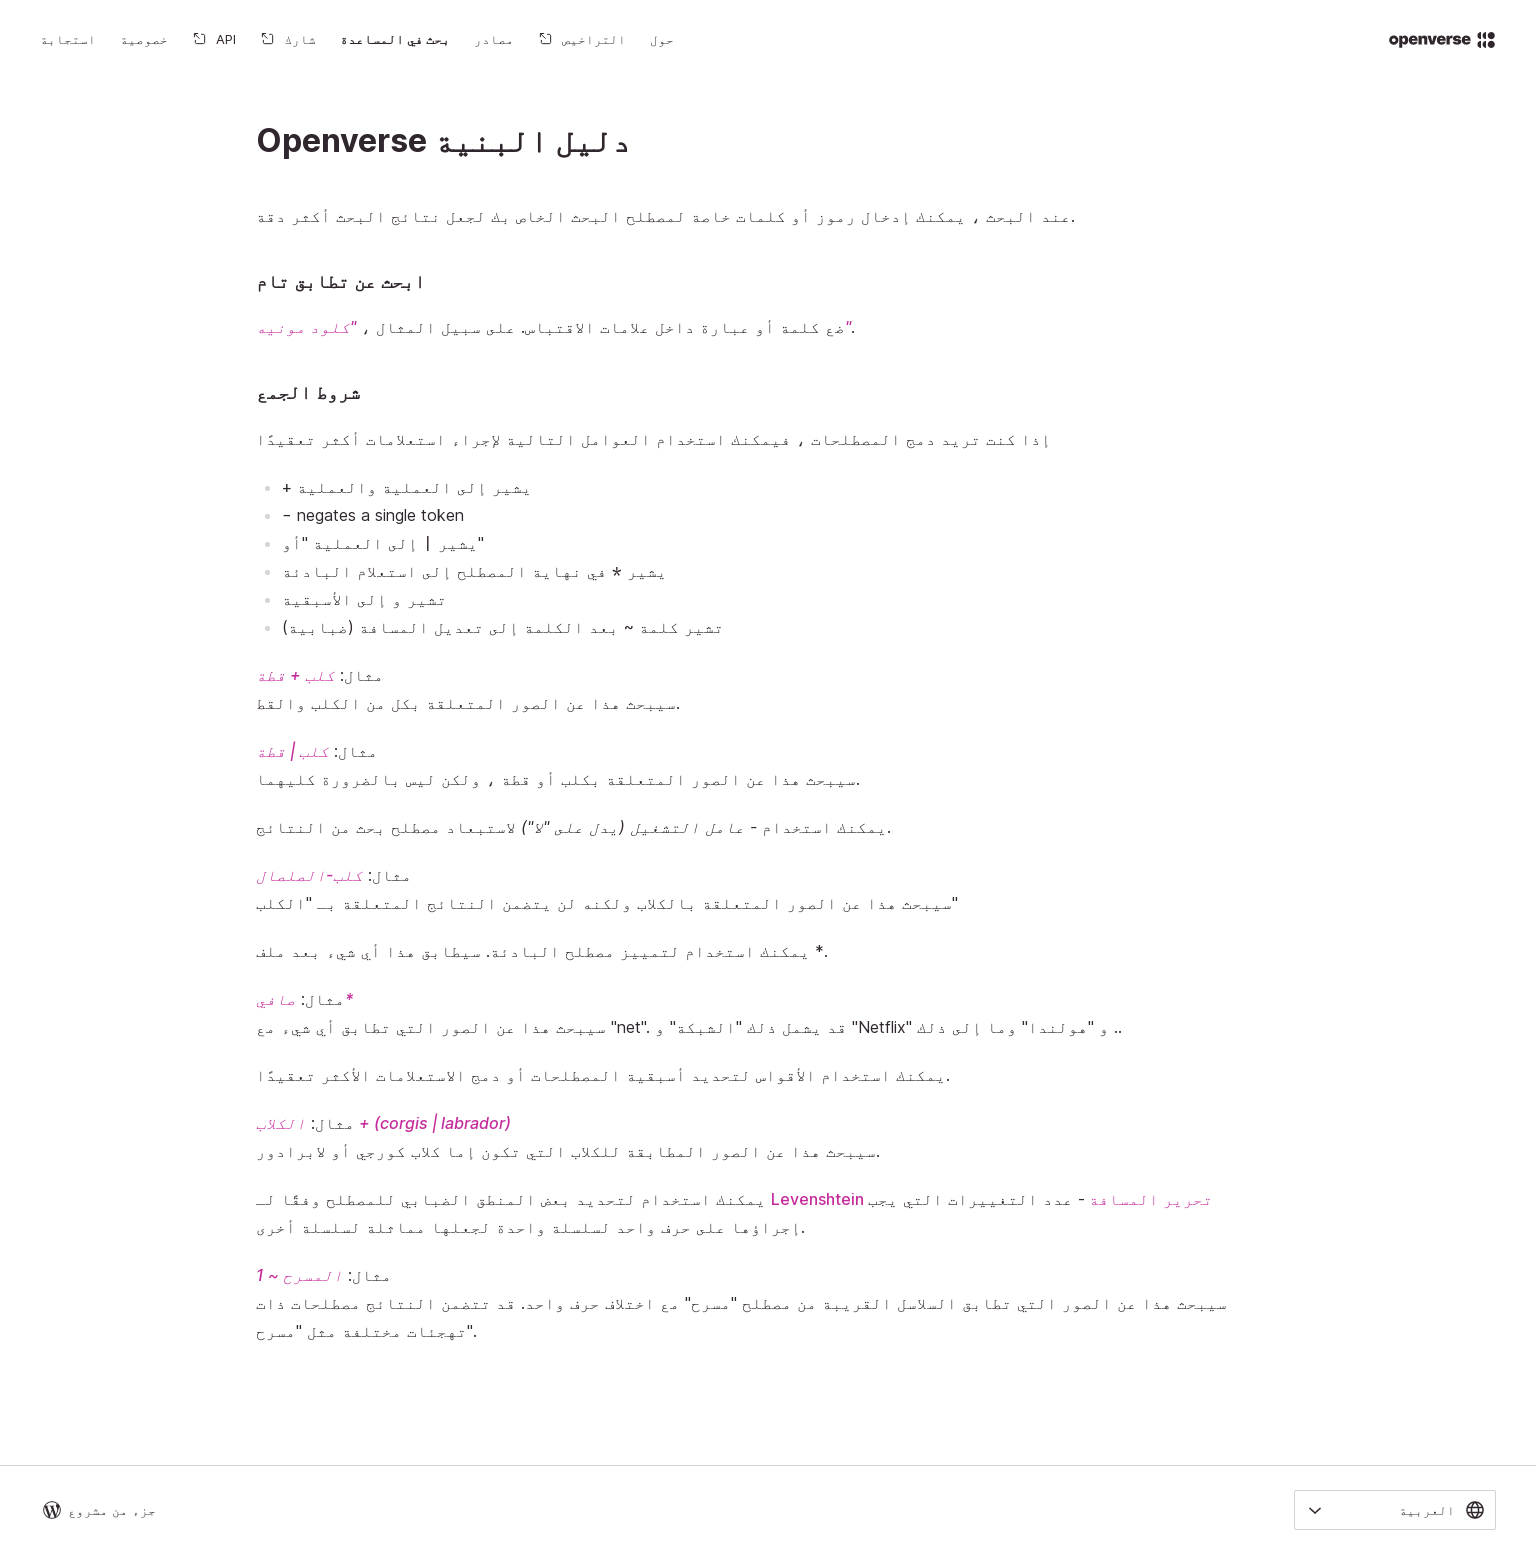 openverse
حول
التراخيص
مصادر
بحث في المساعدة
شارك
API
خصوصية
استجابة
Openverse دليل البنية
عند البحث ، يمكنك إدخال رموز أو كلمات خاصة لمصطلح البحث الخاص بك لجعل نتائج البحث أكثر دقة.
ابحث عن تطابق تام
ضع كلمة أو عبارة داخل علامات الاقتباس. على سبيل المثال ، "كلود مونيه".
شروط الجمع
إذا كنت تريد دمج المصطلحات ، فيمكنك استخدام العوامل التالية لإجراء استعلامات أكثر تعقيدًا
+ يشير إلى العملية والعملية
- negates a single token
يشير | إلى العملية "أو"
يشير * في نهاية المصطلح إلى استعلام البادئة
تشير و إلى الأسبقية
تشير كلمة ~ بعد الكلمة إلى تعديل المسافة (ضبابية)
مثال: كلب + قطة
سيبحث هذا عن الصور المتعلقة بكل من الكلب والقط.
مثال: كلب | قطة
سيبحث هذا عن الصور المتعلقة بكلب أو قطة ، ولكن ليس بالضرورة كليهما.
يمكنك استخدام - عامل التشغيل (يدل على "لا") لاستبعاد مصطلح بحث من النتائج.
مثال: كلب-الصلصال
سيبحث هذا عن الصور المتعلقة بالكلاب ولكنه لن يتضمن النتائج المتعلقة بـ "الكلب"
يمكنك استخدام لتمييز مصطلح البادئة. سيطابق هذا أي شيء بعد ملف *.
مثال: صافي*
سيبحث هذا عن الصور التي تطابق أي شيء مع "net". قد يشمل ذلك "الشبكة" و "Netflix" و "هولندا" وما إلى ذلك ..
يمكنك استخدام الأقواس لتحديد أسبقية المصطلحات أو دمج الاستعلامات الأكثر تعقيدًا.
مثال: الكلاب + (corgis | labrador)
سيبحث هذا عن الصور المطابقة للكلاب التي تكون إما كلاب كورجي أو لابرادور.
يمكنك استخدام لتحديد بعض المنطق الضبابي للمصطلح وفقًا لـ Levenshtein تحرير المسافة - عدد التغييرات التي يجب
إجراؤها على حرف واحد لسلسلة واحدة لجعلها مماثلة لسلسلة أخرى.
مثال: المسرح ~ 1
سيبحث هذا عن الصور التي تطابق السلاسل القريبة من مصطلح "مسرح" مع اختلاف حرف واحد. قد تتضمن النتائج مصطلحات ذات
تهجئات مختلفة مثل "مسرح".
العربية
جزء من مشروع